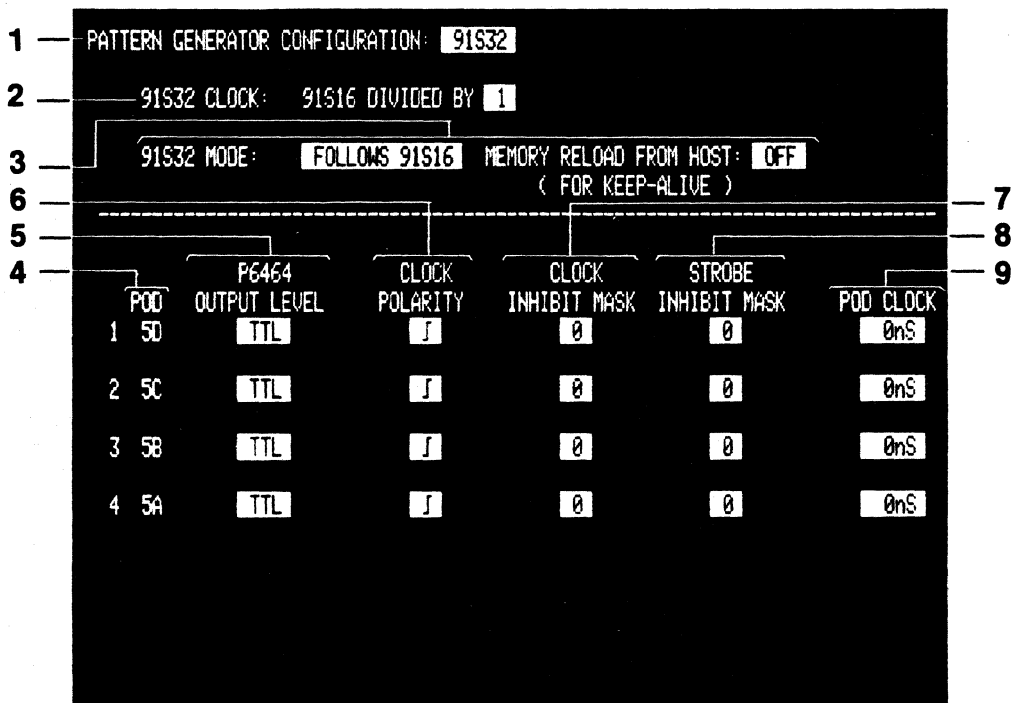 1 PATTERN GENERATOR CONFIGURATION: 91S32
2 91S32 CLOCK: 91S16 DIVIDED BY 1
3 91S32 MODE: FOLLOWS 91S16 MEMORY RELOAD FROM HOST: OFF
( FOR KEEP-ALIVE )
6 7
5 8
4 9
P6464 CLOCK CLOCK STROBE
POD OUTPUT LEVEL POLARITY INHIBIT MASK INHIBIT MASK POD CLOCK
1 5D TTL ʃ 0 0 0nS
2 5C TTL ʃ 0 0 0nS
3 5B TTL ʃ 0 0 0nS
4 5A TTL ʃ 0 0 0nS